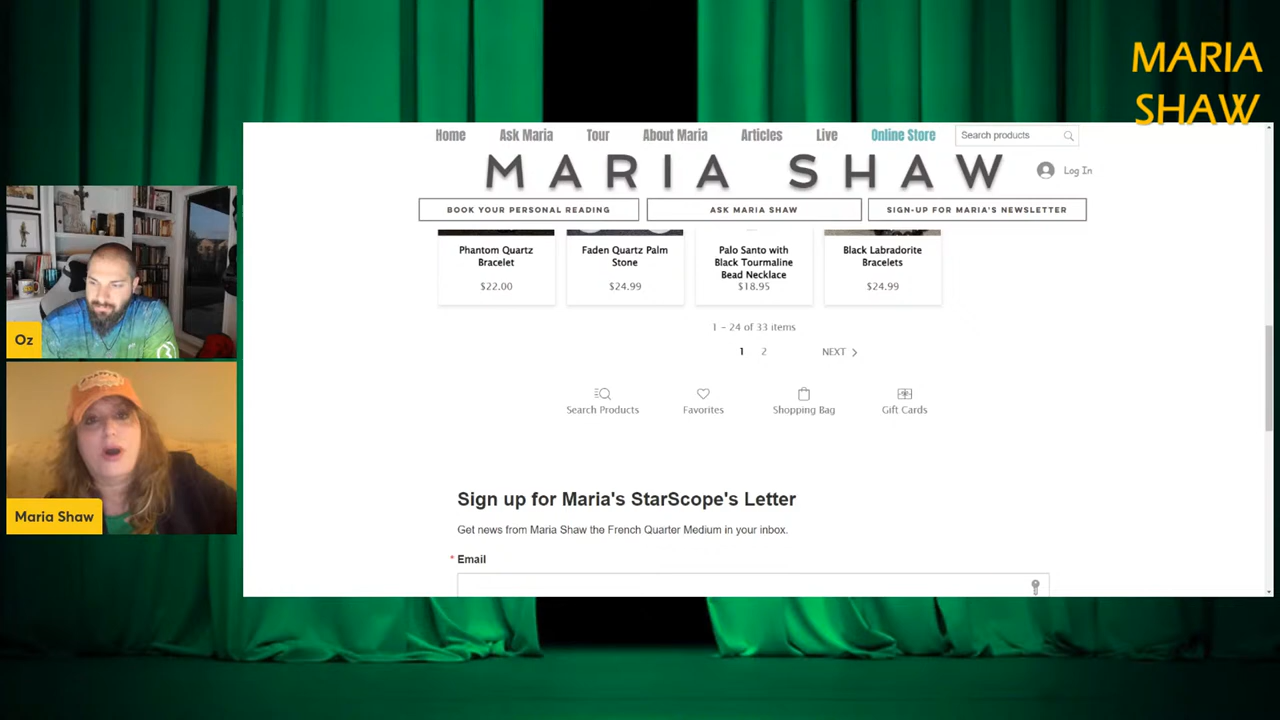 MARIA
SHAW
Home Ask Maria Tour About Maria Articles Live Online Store Search products
MARIA SHAW
Log In
BOOK YOUR PERSONAL READING
ASK MARIA SHAW
SIGN-UP FOR MARIA'S NEWSLETTER
Phantom Quartz
Bracelet
$22.00
Faden Quartz Palm
Stone
$24.99
Palo Santo with
Black Tourmaline
Bead Necklace
$18.95
Black Labradorite
Bracelets
$24.99
1 – 24 of 33 items
1 2 NEXT
Search Products
Favorites
Shopping Bag
Gift Cards
Sign up for Maria's StarScope's Letter
Get news from Maria Shaw the French Quarter Medium in your inbox.
* Email
Oz
Maria Shaw